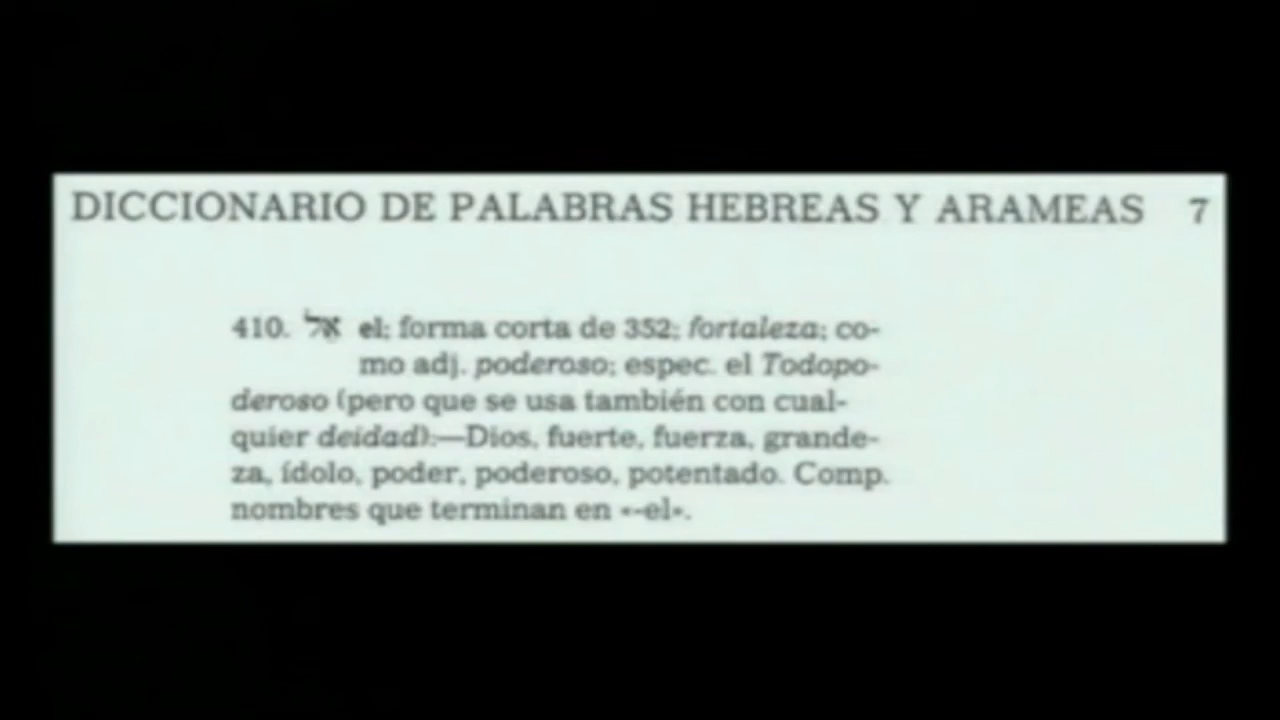 DICCIONARIO DE PALABRAS HEBREAS Y ARAMEAS 7
410. אל el; forma corta de 352; fortaleza; co-
mo adj. poderoso; espec. el Todopo-
deroso (pero que se usa también con cual-
quier deidad):—Dios, fuerte, fuerza, grande-
za, ídolo, poder, poderoso, potentado. Comp.
nombres que terminan en «-el».